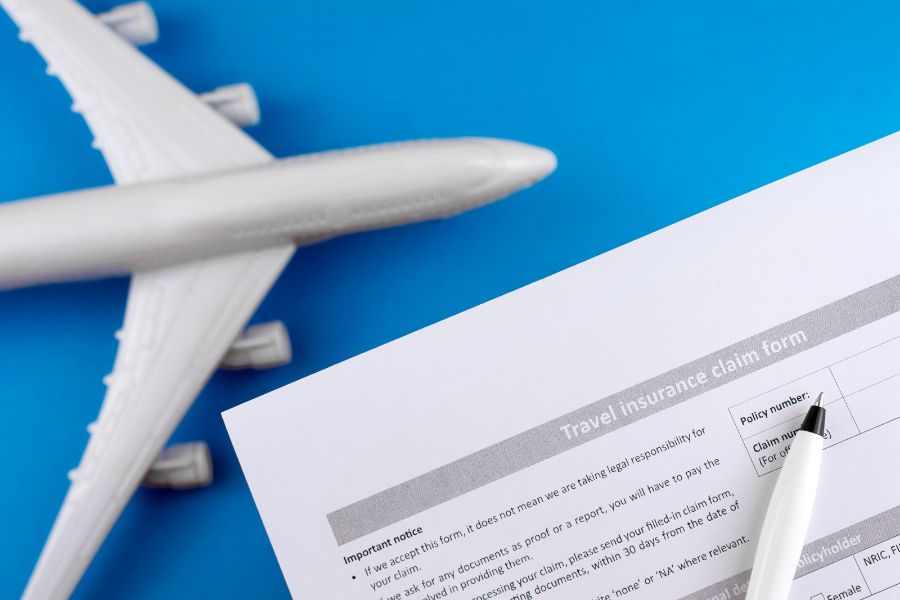 Travel insurance claim form
Policy number:
Claim
(For
Important notice
• If we accept this form, it does not mean we are taking legal responsibility for
your claim.
we ask for any documents as proof or a report, you will have to pay the
in providing them.
your claim, please send your filled-in claim form,
documents, within 30 days from the date of
'none' or 'NA' where relevant.
Female
NRIC,